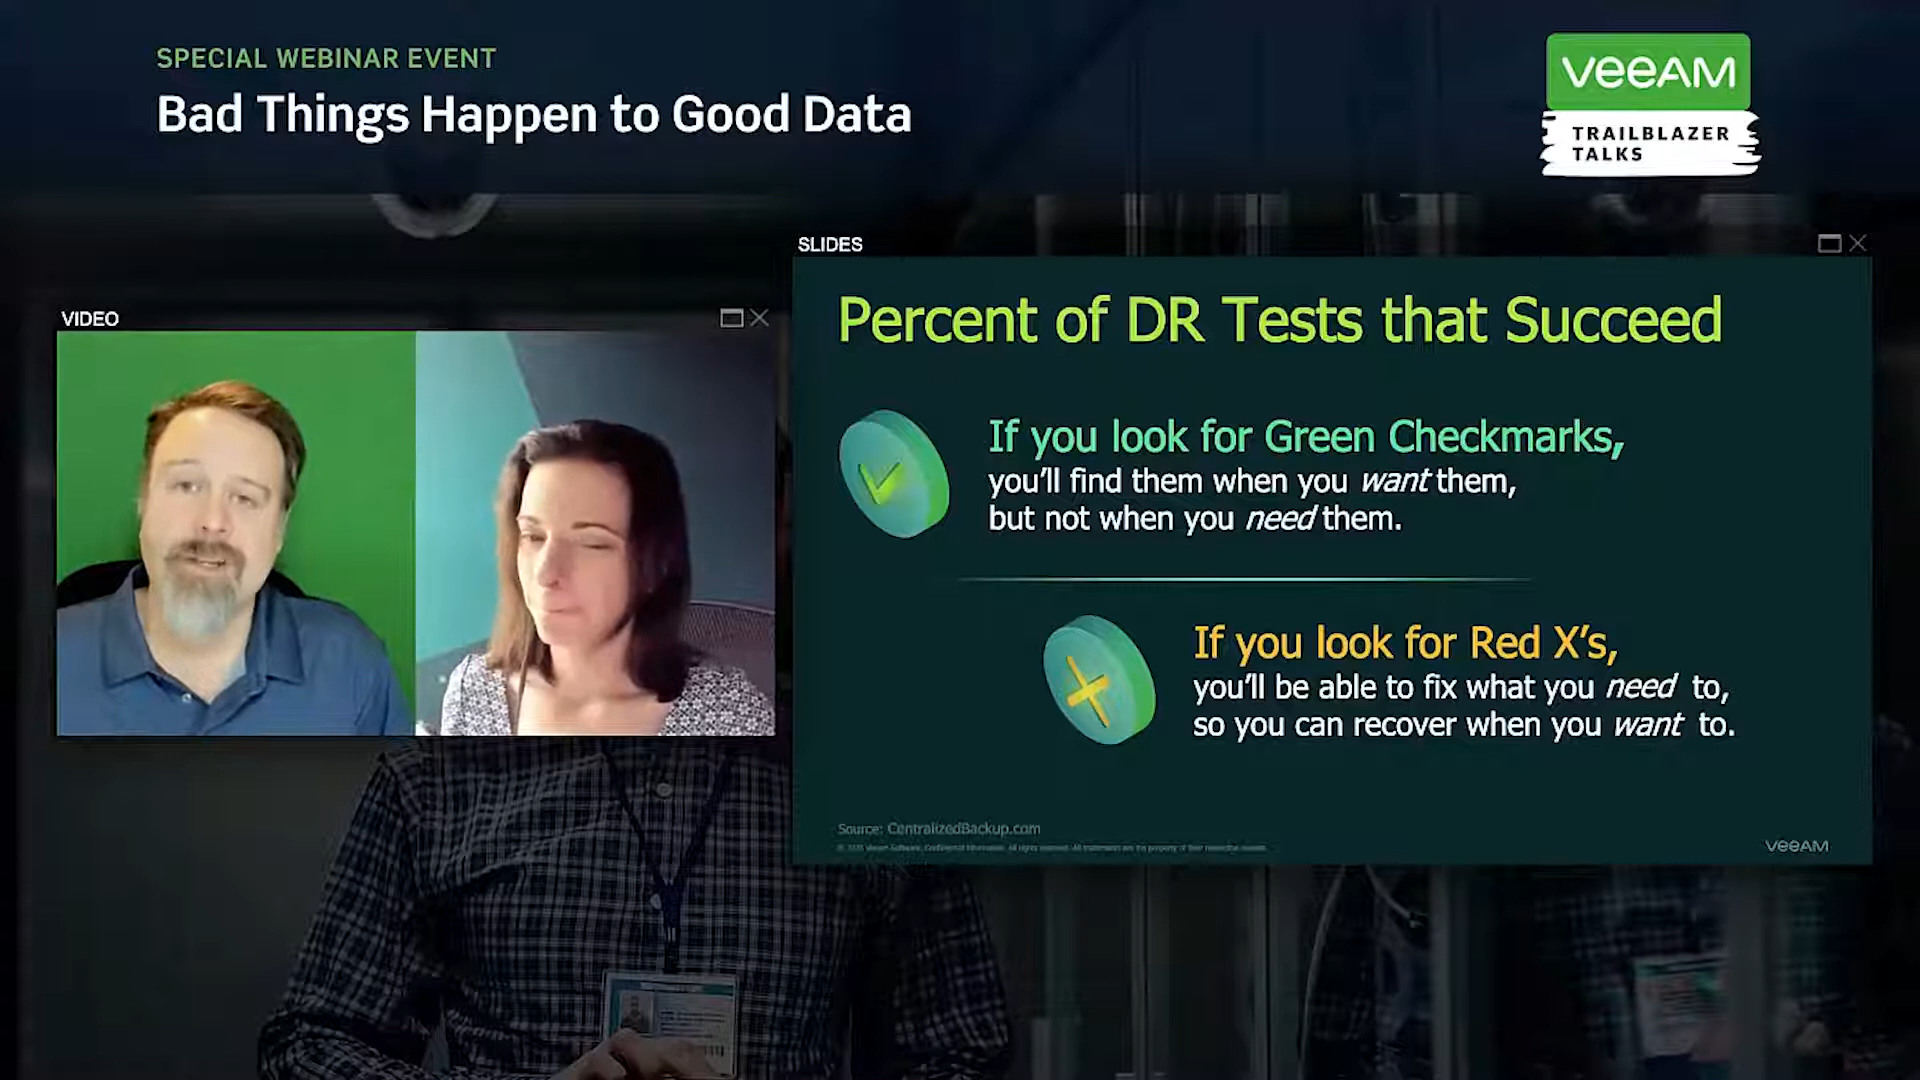 SPECIAL WEBINAR EVENT
Bad Things Happen to Good Data
veeAM
TRAILBLAZER
TALKS
VIDEO
SLIDES
Percent of DR Tests that Succeed
If you look for Green Checkmarks,
you'll find them when you want them,
but not when you need them.
If you look for Red X's,
you'll be able to fix what you need to,
so you can recover when you want to.
Source: CentralizedBackup.com
veeAM